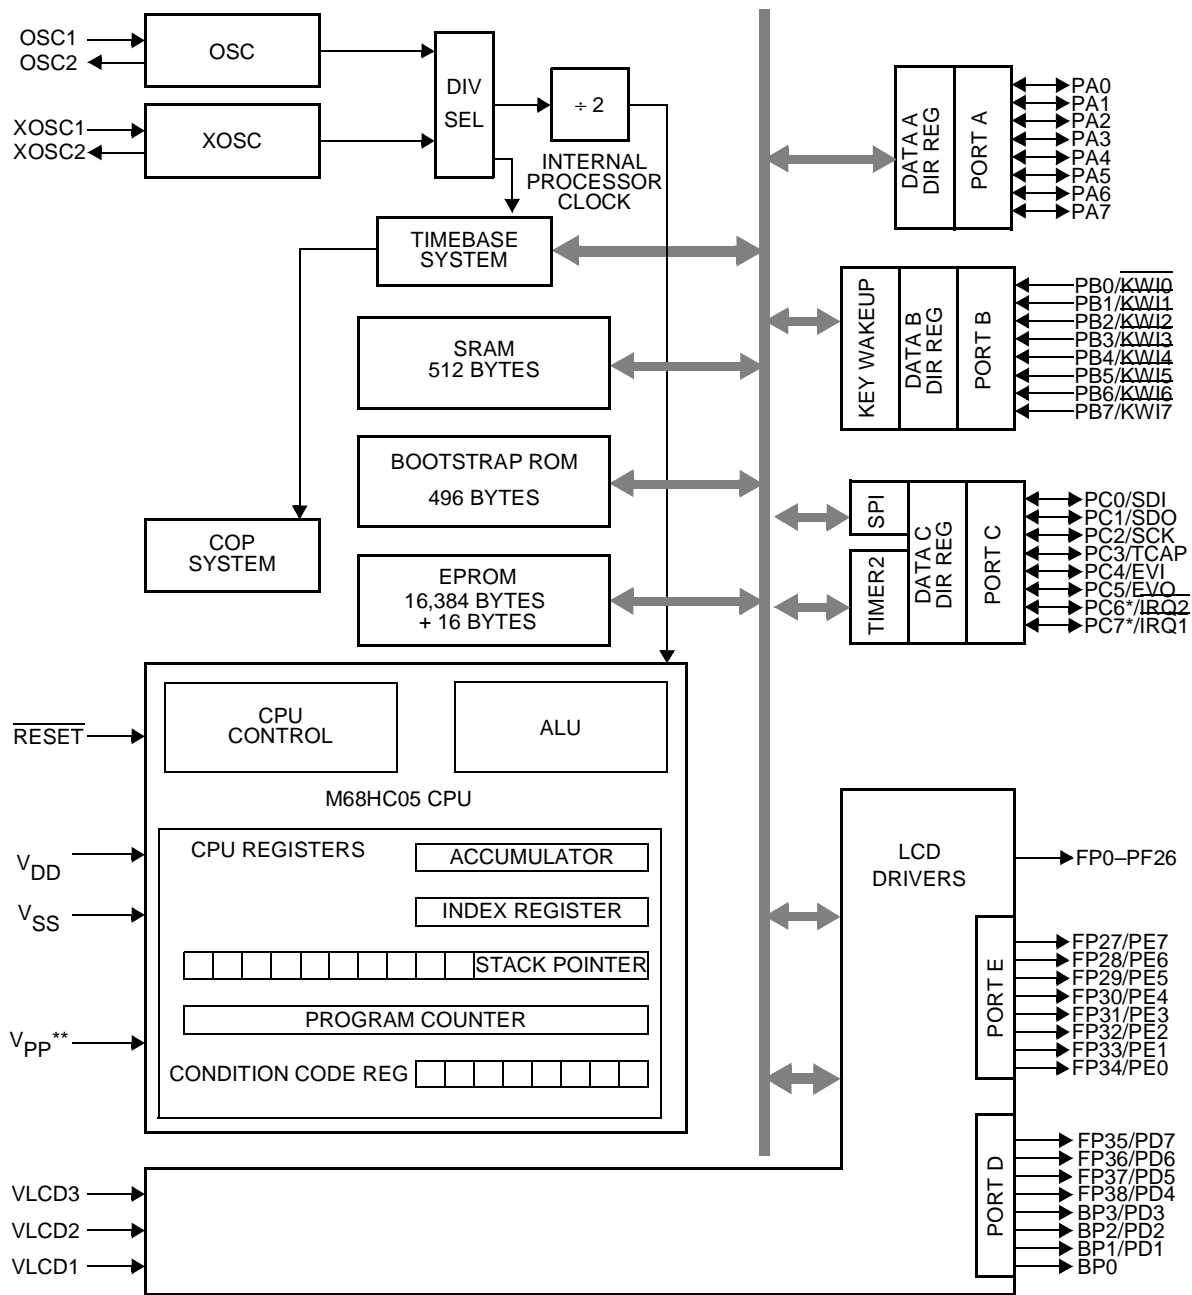 OSC1
OSC2
OSC
XOSC1
XOSC2
XOSC
DIV
SEL
÷ 2
INTERNAL
PROCESSOR
CLOCK
TIMEBASE
SYSTEM
SRAM
512 BYTES
BOOTSTRAP ROM
496 BYTES
COP
SYSTEM
EPROM
16,384 BYTES
+ 16 BYTES
RESET
VDD
VSS
VPP**
CPU
CONTROL
ALU
M68HC05 CPU
CPU REGISTERS
ACCUMULATOR
INDEX REGISTER
STACK POINTER
PROGRAM COUNTER
CONDITION CODE REG
VLCD3
VLCD2
VLCD1
DATA A
DIR REG
PORT A
PA0
PA1
PA2
PA3
PA4
PA5
PA6
PA7
KEY WAKEUP
DATA B
DIR REG
PORT B
PB0/KWI0
PB1/KWI1
PB2/KWI2
PB3/KWI3
PB4/KWI4
PB5/KWI5
PB6/KWI6
PB7/KWI7
SPI
TIMER2
DATA C
DIR REG
PORT C
PC0/SDI
PC1/SDO
PC2/SCK
PC3/TCAP
PC4/EVI
PC5/EVO
PC6*/IRQ2
PC7*/IRQ1
LCD
DRIVERS
FP0–PF26
PORT E
FP27/PE7
FP28/PE6
FP29/PE5
FP30/PE4
FP31/PE3
FP32/PE2
FP33/PE1
FP34/PE0
PORT D
FP35/PD7
FP36/PD6
FP37/PD5
FP38/PD4
BP3/PD3
BP2/PD2
BP1/PD1
BP0